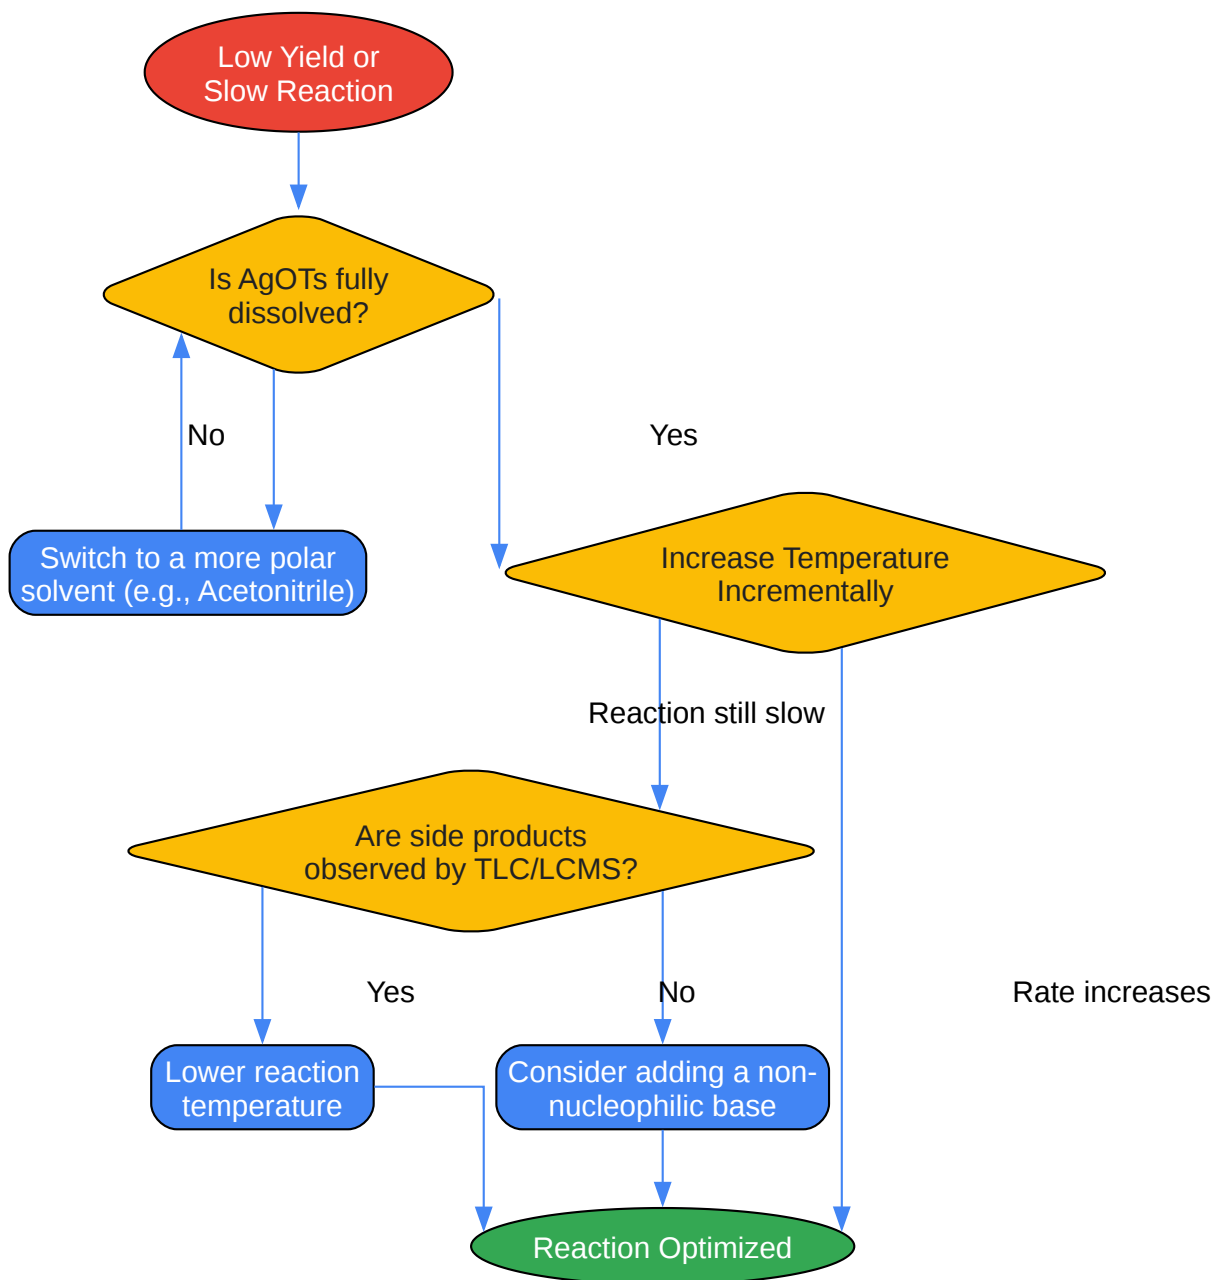 Low Yield or
Slow Reaction
Is AgOTs fully
dissolved?
No
Yes
Switch to a more polar
solvent (e.g., Acetonitrile)
Increase Temperature
Incrementally
Reaction still slow
Are side products
observed by TLC/LCMS?
Yes
No
Rate increases
Lower reaction
temperature
Consider adding a non-
nucleophilic base
Reaction Optimized